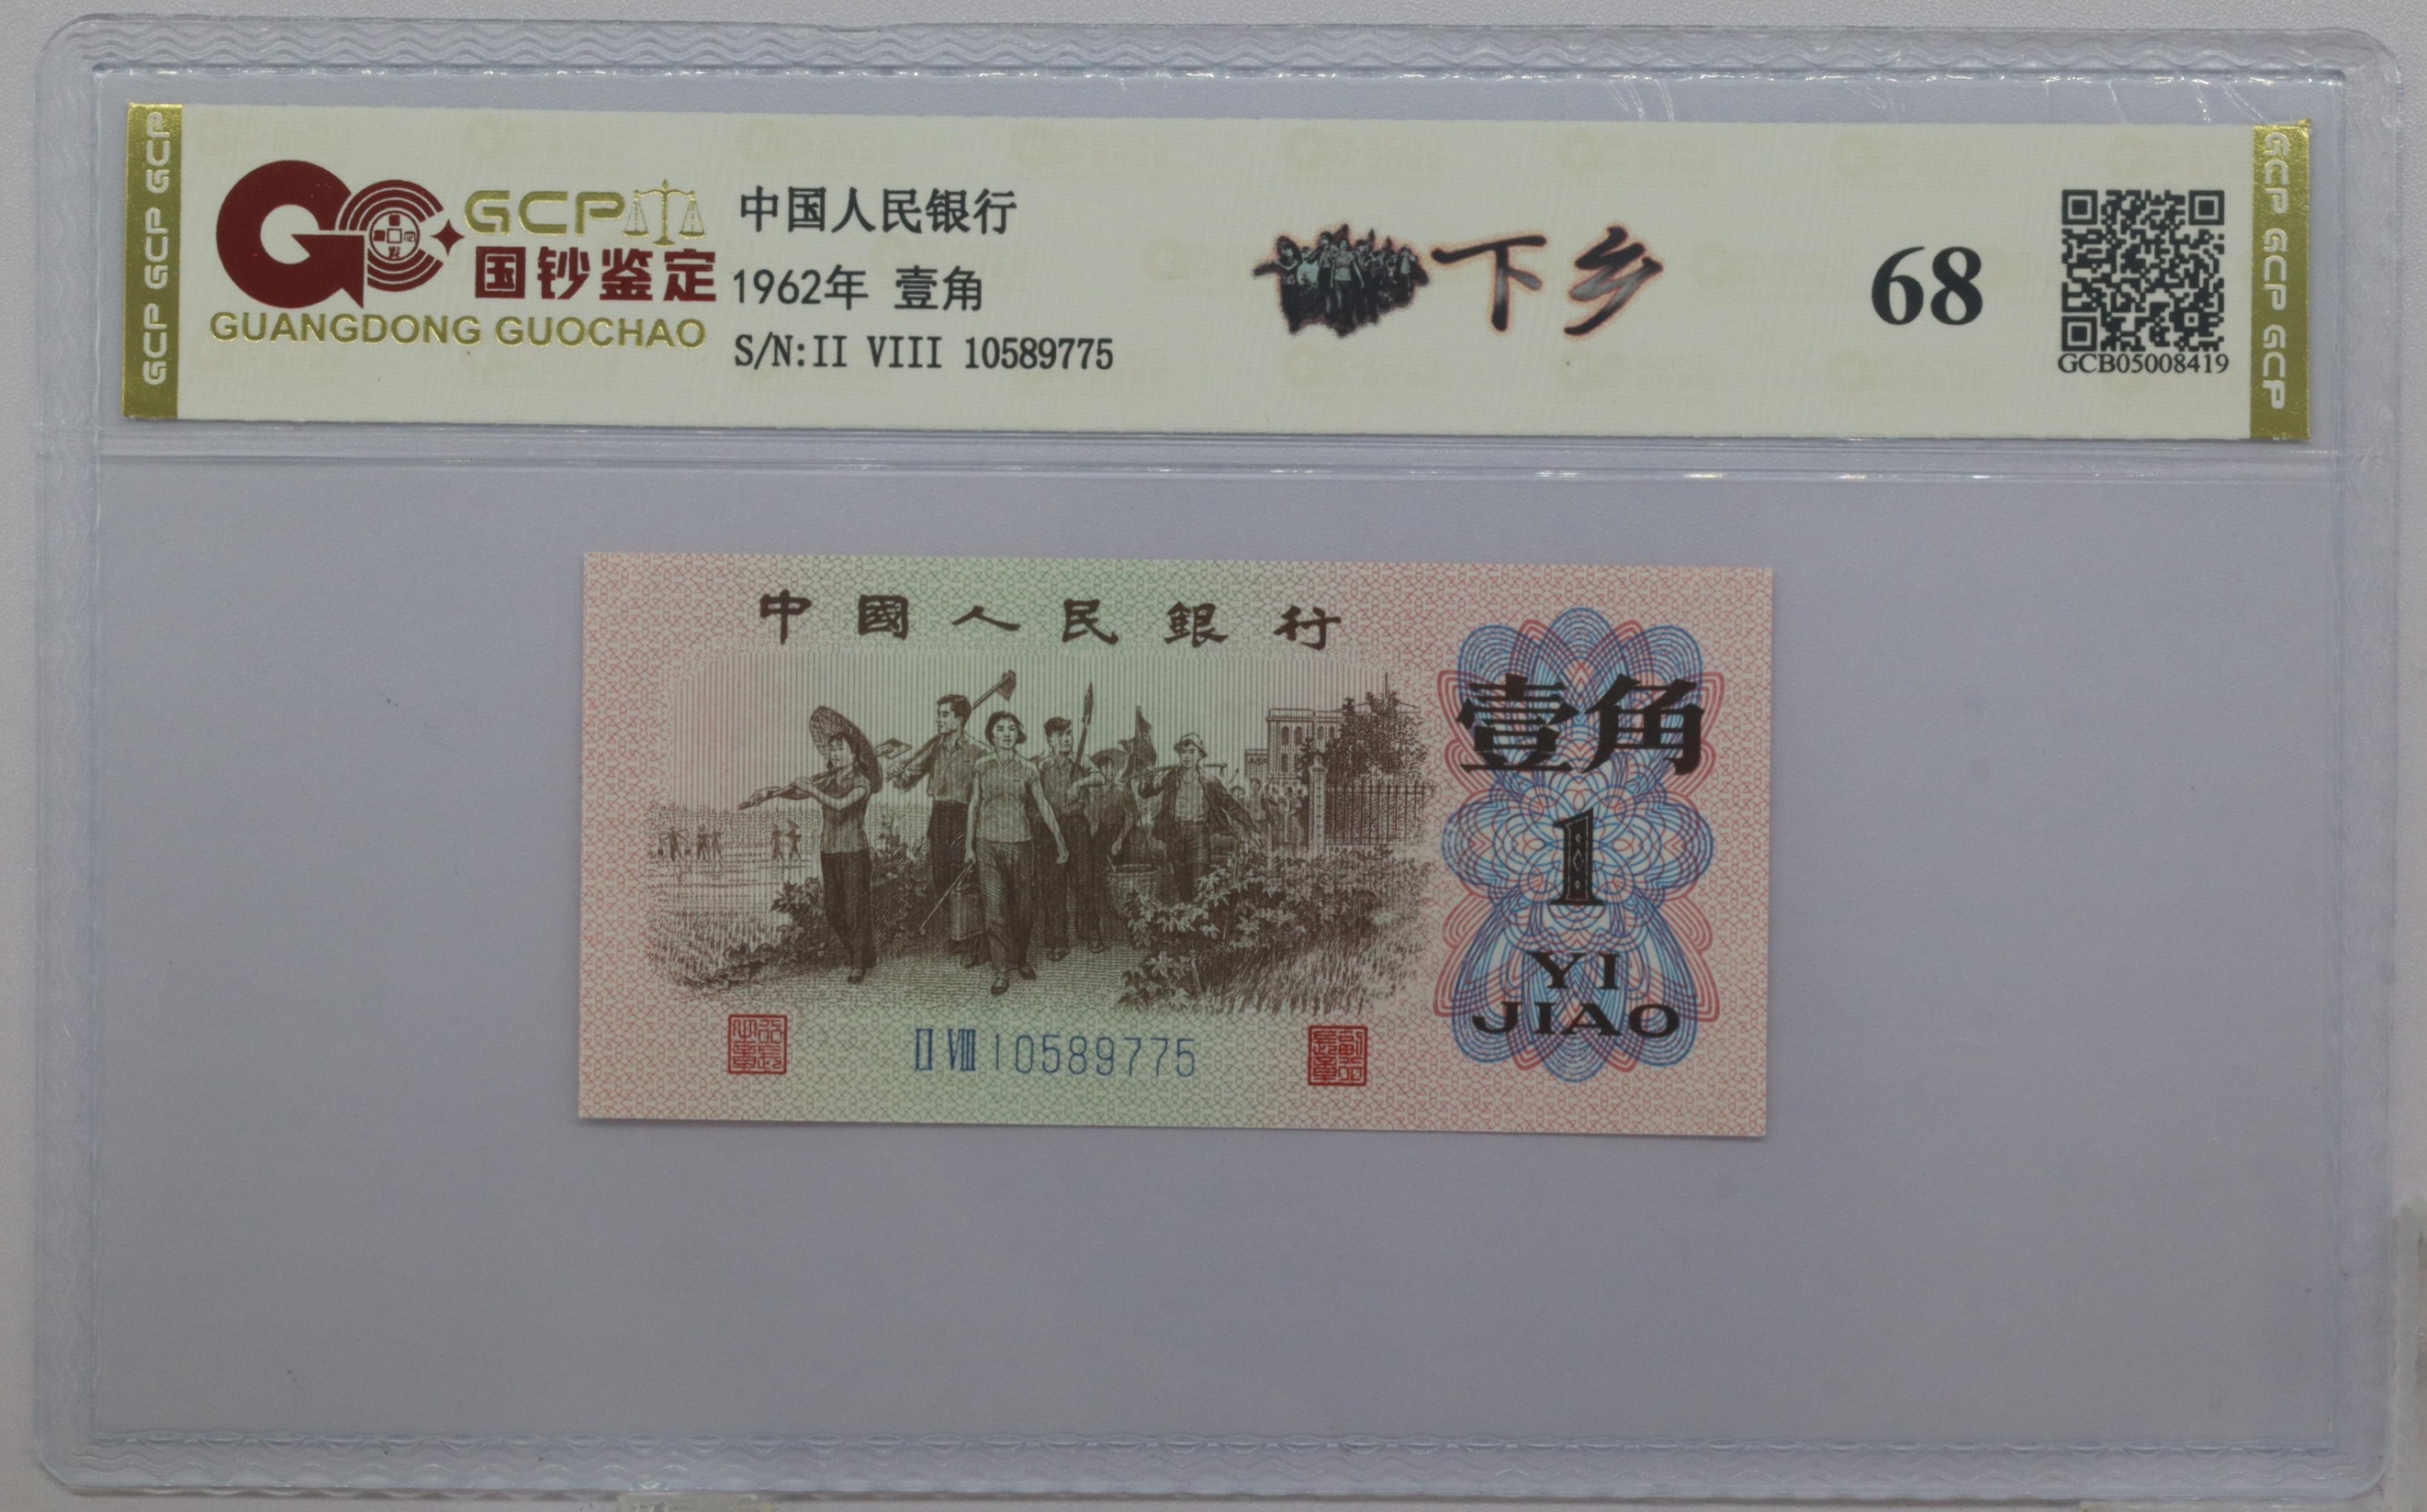 GCP GCP GCP
GCP
国钞鉴定
GUANGDONG GUOCHAO
中国人民银行
1962年 壹角
S/N:II VIII 10589775
下乡
68
GCB05008419
GCP GCP GCP
中國人民銀行
壹角
1
YI
JIAO
II VIII 10589775